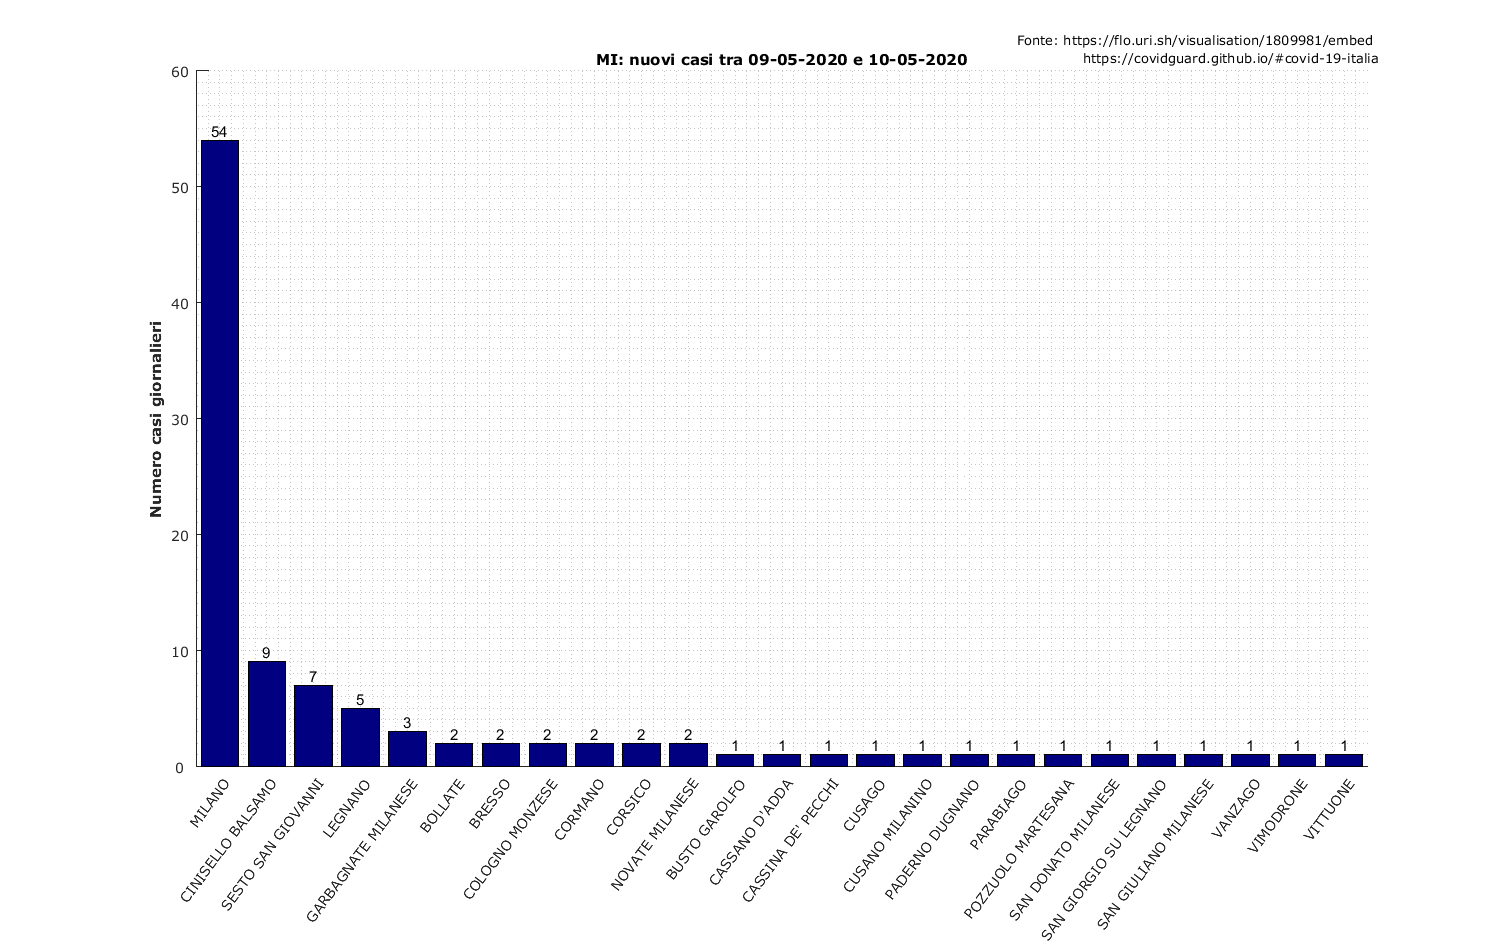 Fonte: https://flo.uri.sh/visualisation/1809981/embed
https://covidguard.github.io/#covid-19-italia
MI: nuovi casi tra 09-05-2020 e 10-05-2020
Numero casi giornalieri
60
50
40
30
20
10
0
54
9
7
5
3
2
2
2
2
2
2
1
1
1
1
1
1
1
1
1
1
1
1
1
1
MILANO
CINISELLO BALSAMO
SESTO SAN GIOVANNI
LEGNANO
GARBAGNATE MILANESE
BOLLATE
BRESSO
COLOGNO MONZESE
CORMANO
CORSICO
NOVATE MILANESE
BUSTO GAROLFO
CASSANO D'ADDA
CASSINA DE' PECCHI
CUSAGO
CUSANO MILANINO
PADERNO DUGNANO
PARABIAGO
POZZUOLO MARTESANA
SAN DONATO MILANESE
SAN GIORGIO SU LEGNANO
SAN GIULIANO MILANESE
VANZAGO
VIMODRONE
VITTUONE